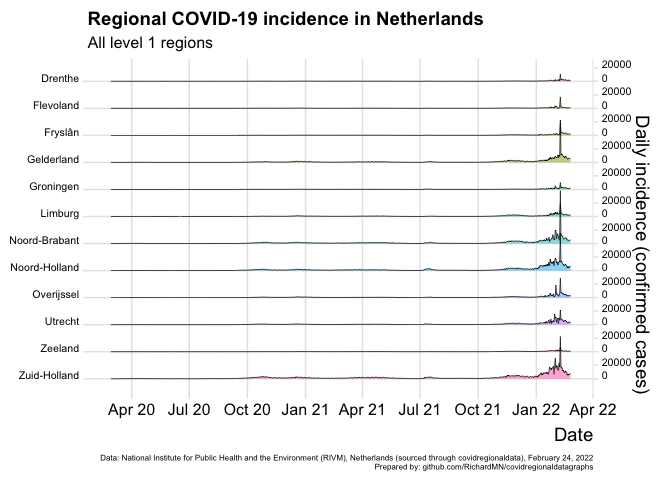 Regional COVID-19 incidence in Netherlands
All level 1 regions
Drenthe
20000
0
Flevoland
20000
0
Fryslân
20000
0
Gelderland
20000
0
Groningen
20000
0
Limburg
20000
0
Noord-Brabant
20000
0
Noord-Holland
20000
0
Overijssel
20000
0
Utrecht
20000
0
Zeeland
20000
0
Zuid-Holland
20000
0
Daily incidence (confirmed cases)
Apr 20 Jul 20 Oct 20 Jan 21 Apr 21 Jul 21 Oct 21 Jan 22 Apr 22
Date
Data: National Institute for Public Health and the Environment (RIVM), Netherlands (sourced through covidregionaldata), February 24, 2022
Prepared by: github.com/RichardMN/covidregionaldatagraphs